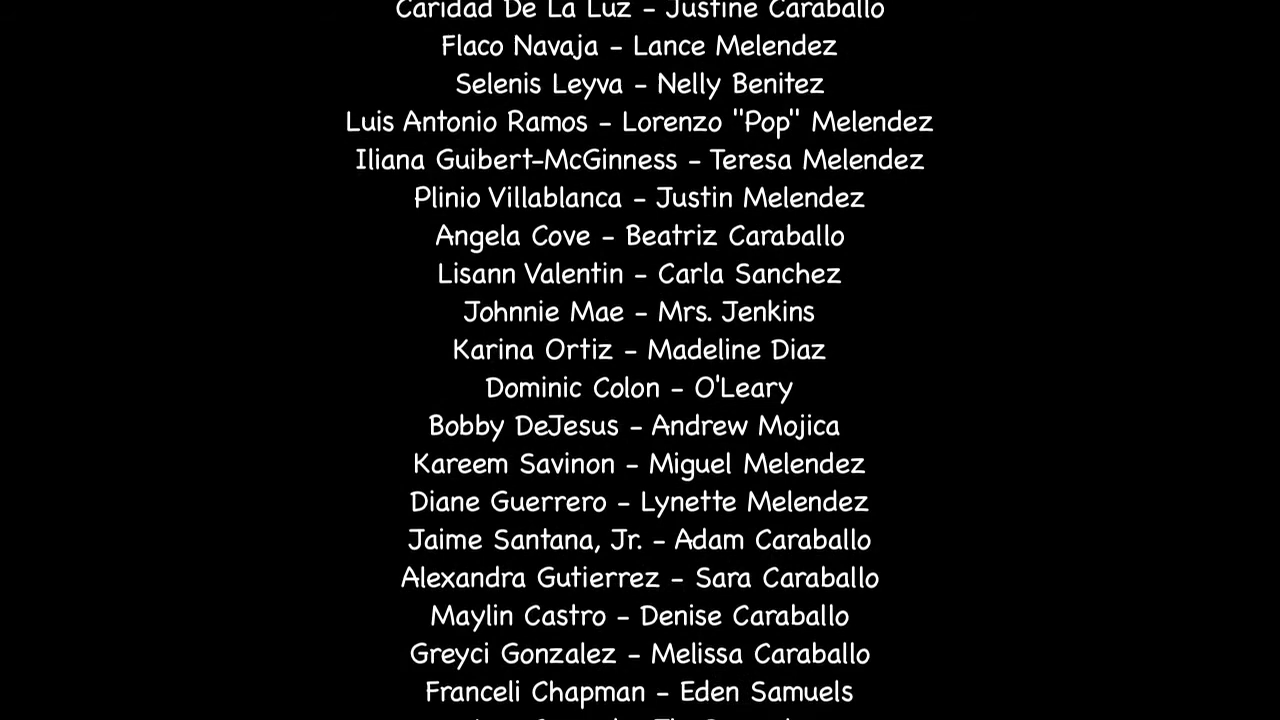 Caridad De La Luz - Justine Caraballo
Flaco Navaja - Lance Melendez
Selenis Leyva - Nelly Benitez
Luis Antonio Ramos - Lorenzo "Pop" Melendez
Iliana Guibert-McGinness - Teresa Melendez
Plinio Villablanca - Justin Melendez
Angela Cove - Beatriz Caraballo
Lisann Valentin - Carla Sanchez
Johnnie Mae - Mrs. Jenkins
Karina Ortiz - Madeline Diaz
Dominic Colon - O'Leary
Bobby DeJesus - Andrew Mojica
Kareem Savinon - Miguel Melendez
Diane Guerrero - Lynette Melendez
Jaime Santana, Jr. - Adam Caraballo
Alexandra Gutierrez - Sara Caraballo
Maylin Castro - Denise Caraballo
Greyci Gonzalez - Melissa Caraballo
Franceli Chapman - Eden Samuels